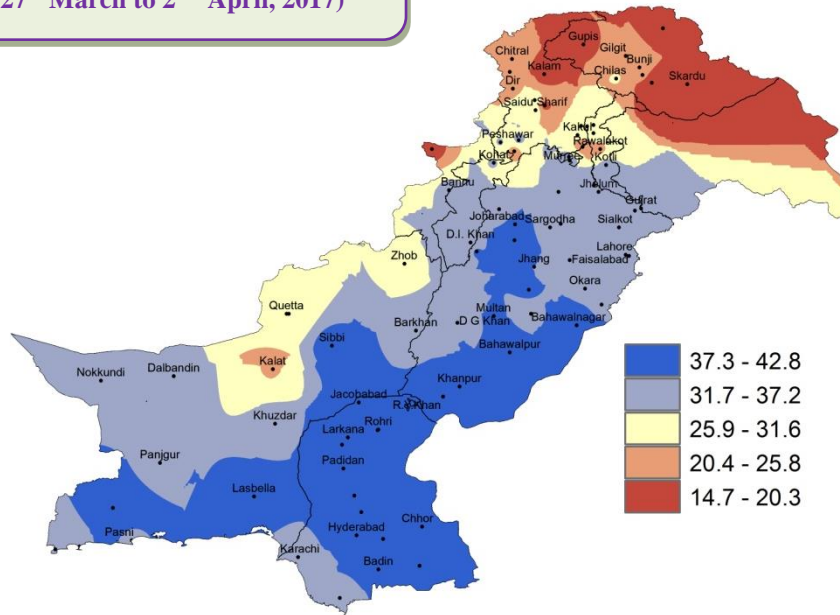 27 March to 2 April, 2017)
Gupis
Chitral
Gilgit
Bunji
Kalam
Chilas
Skardu
Dir
Saidu Sharif
Kakul
Peshawar
Rawalakot
Kohat
Murree
Kotli
Bannu
Jhelum
Gujrat
Joharabad
Sargodha
Sialkot
D.I. Khan
Lahore
Zhob
Jhang
Faisalabad
Okara
Quetta
Multan
D G Khan
Bahawalnagar
Barkhan
Sibbi
Bahawalpur
Kalat
Dalbandin
Nokkundi
Khanpur
Jacobabad
R.Y.Khan
Khuzdar
Rohri
Larkana
Panjgur
Padidan
Lasbella
Chhor
Hyderabad
Pasni
Karachi
Badin
37.3 - 42.8
31.7 - 37.2
25.9 - 31.6
20.4 - 25.8
14.7 - 20.3